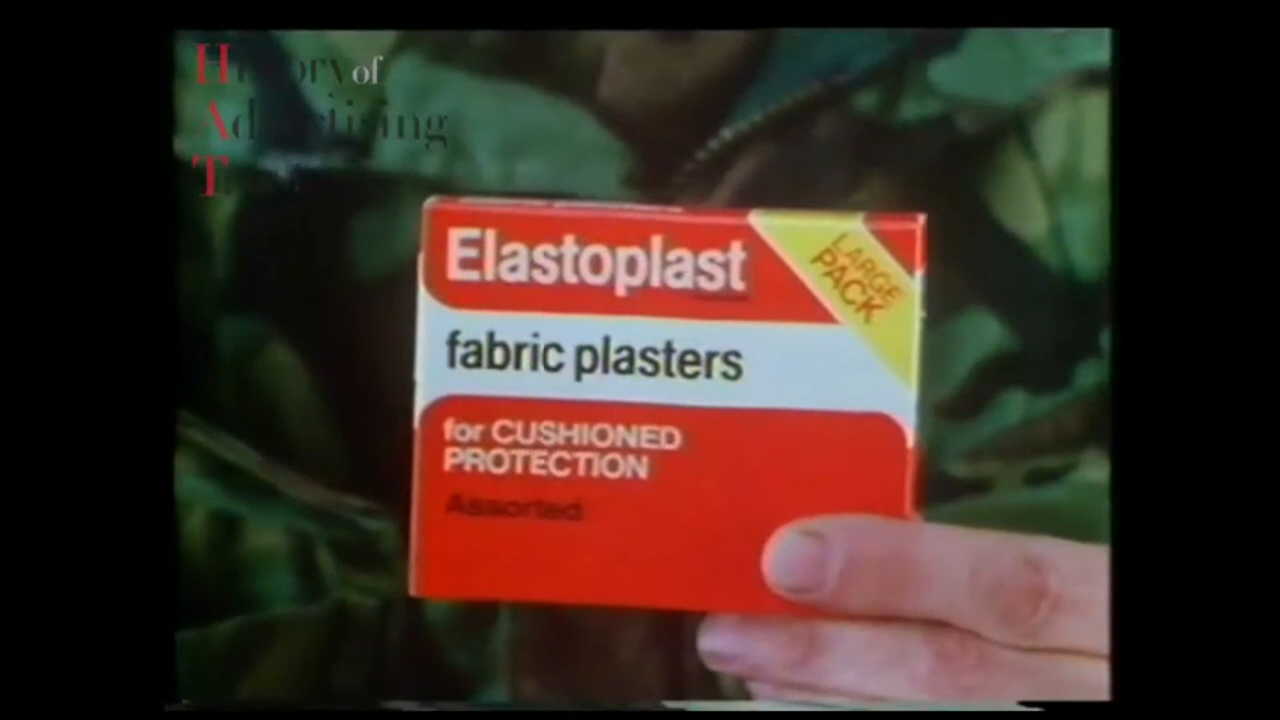 History of
Advertising
Elastoplast
LARGE
PACK
fabric plasters
for CUSHIONED
PROTECTION
Assorted